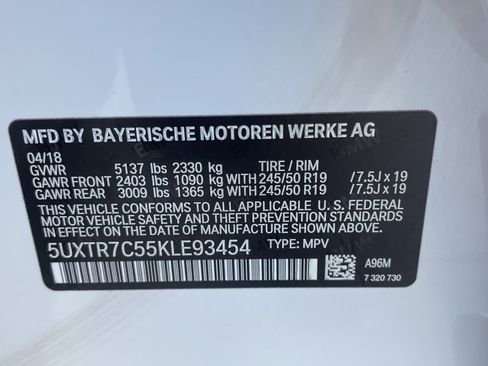 MFD BY BAYERISCHE MOTOREN WERKE AG
04/18
GVWR 5137 lbs 2330 kg TIRE / RIM
GAWR FRONT 2403 lbs 1090 kg WITH 245/50 R19 /7.5J x 19
GAWR REAR 3009 lbs 1365 kg WITH 245/50 R19 /7.5J x 19
THIS VEHICLE CONFORMS TO ALL APPLICABLE U. S. FEDERAL
MOTOR VEHICLE SAFETY AND THEFT PREVENTION STANDARDS
IN EFFECT ON THE DATE OF MANUFACTURE SHOWN ABOVE.
5UXTR7C55KLE93454 TYPE: MPV
A96M
7 320 730